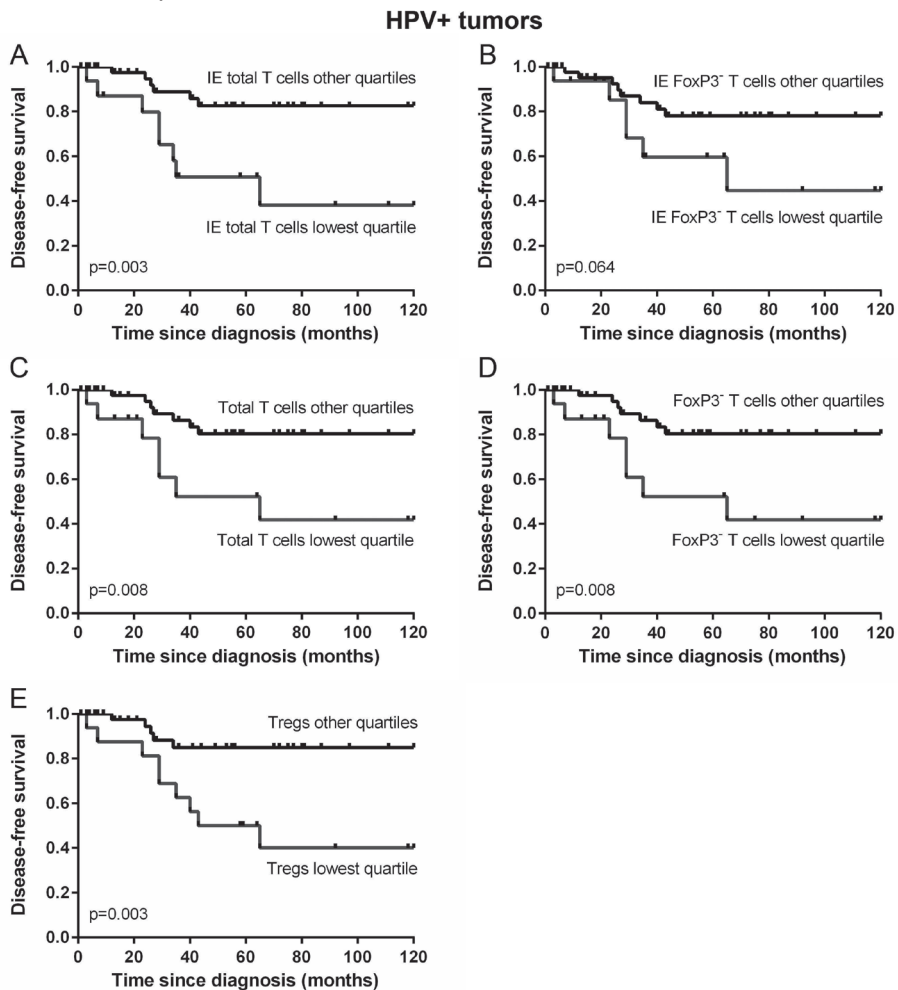 HPV+ tumors
A
1.0
0.8
0.6
0.4
0.2
0.0
Disease-free survival
IE total T cells other quartiles
IE total T cells lowest quartile
p=0.003
0 20 40 60 80 100 120
Time since diagnosis (months)
B
1.0
0.8
0.6
0.4
0.2
0.0
Disease-free survival
IE FoxP3⁻ T cells other quartiles
IE FoxP3⁻ T cells lowest quartile
p=0.064
0 20 40 60 80 100 120
Time since diagnosis (months)
C
1.0
0.8
0.6
0.4
0.2
0.0
Disease-free survival
Total T cells other quartiles
Total T cells lowest quartile
p=0.008
0 20 40 60 80 100 120
Time since diagnosis (months)
D
1.0
0.8
0.6
0.4
0.2
0.0
Disease-free survival
FoxP3⁻ T cells other quartiles
FoxP3⁻ T cells lowest quartile
p=0.008
0 20 40 60 80 100 120
Time since diagnosis (months)
E
1.0
0.8
0.6
0.4
0.2
0.0
Disease-free survival
Tregs other quartiles
Tregs lowest quartile
p=0.003
0 20 40 60 80 100 120
Time since diagnosis (months)